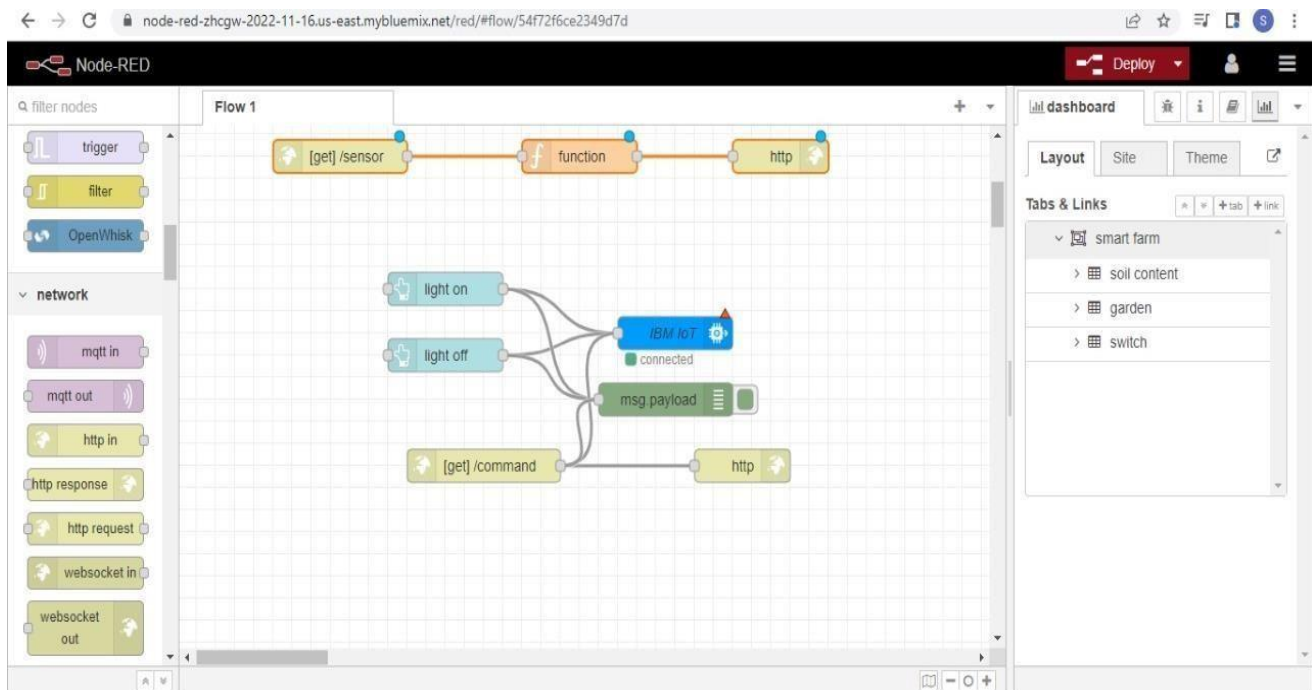 node-red-zhcgw-2022-11-16.us-east.mybluemix.net/red/#flow/54f72f6ce2349d7d
S
Node-RED
Deploy
filter nodes
Flow 1
dashboard
i
trigger
filter
OpenWhisk
network
mqtt in
mqtt out
http in
http response
http request
websocket in
websocket
out
[get] /sensor
f
function
http
light on
light off
IBM IoT
connected
msg.payload
[get] /command
http
Layout
Site
Theme
Tabs & Links
+ tab
+ link
smart farm
soil content
garden
switch